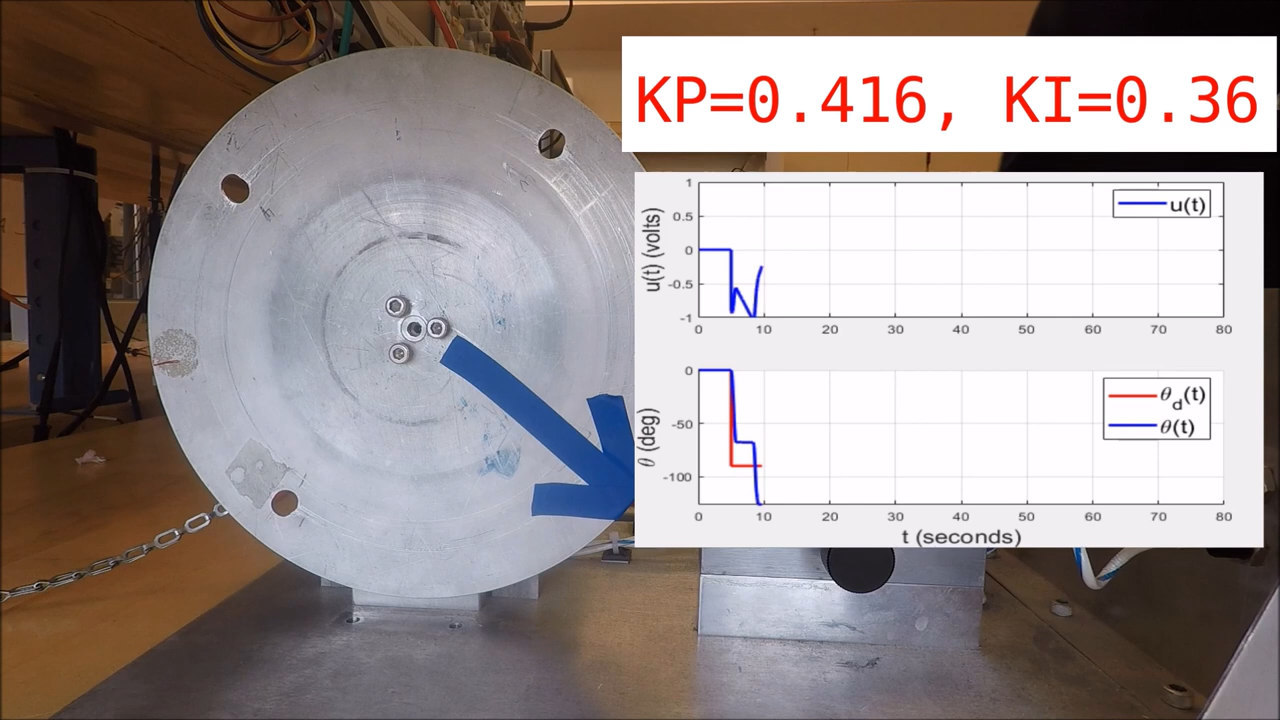 KP=0.416, KI=0.36
u(t) (volts)
1
0.5
0
-0.5
-1
u(t)
0 10 20 30 40 50 60 70 80
θ (deg)
0
-50
-100
θd(t)
θ(t)
0 10 20 30 40 50 60 70 80
t (seconds)